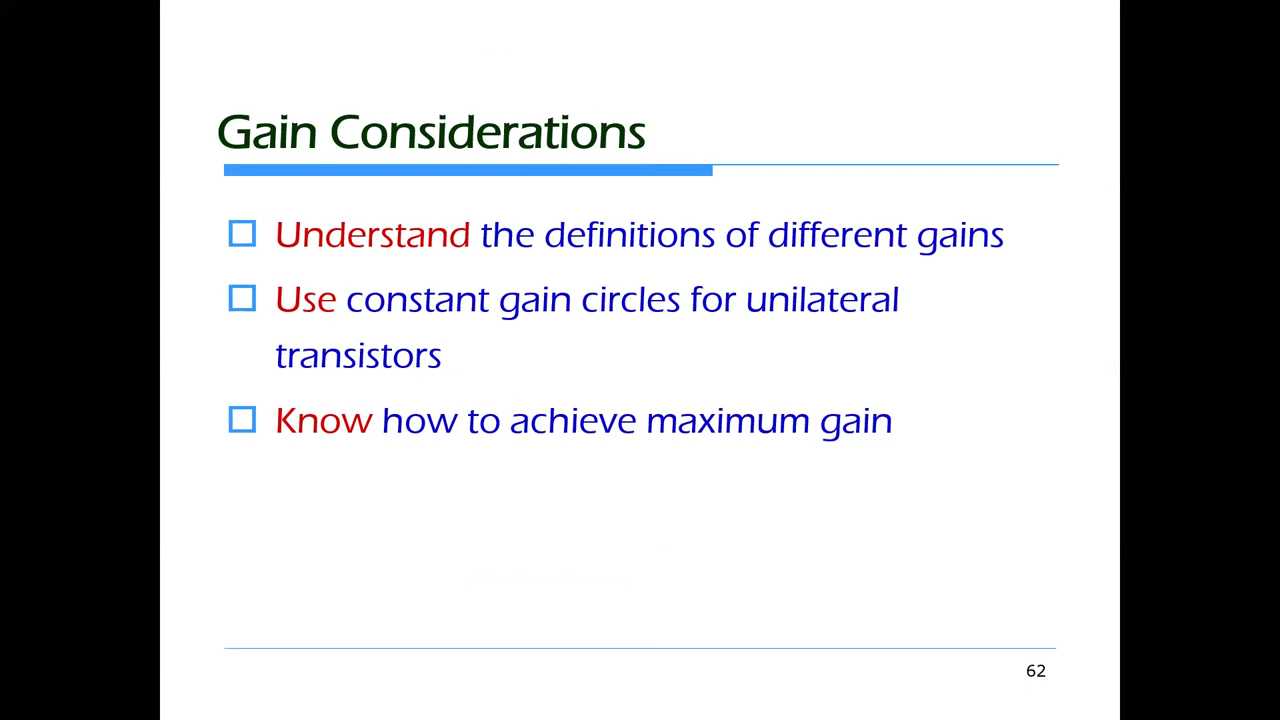 Gain Considerations
Understand the definitions of different gains
Use constant gain circles for unilateral
transistors
Know how to achieve maximum gain
62